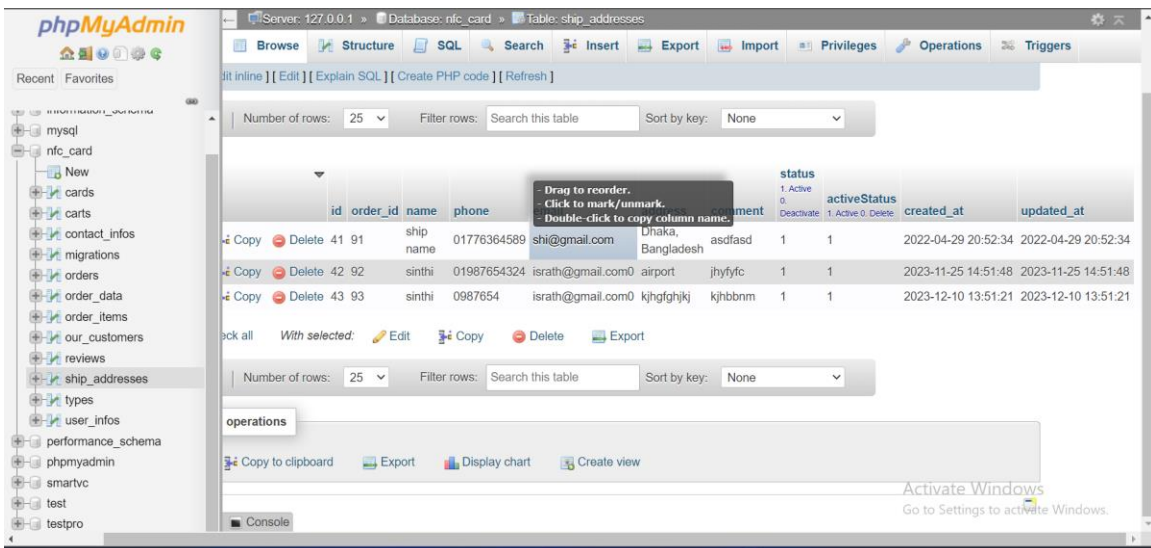 phpMyAdmin
Recent Favorites
information_schema
mysql
nfc_card
New
cards
carts
contact_infos
migrations
orders
order_data
order_items
our_customers
reviews
ship_addresses
types
user_infos
performance_schema
phpmyadmin
smartvc
test
testpro
Server: 127.0.0.1 » Database: nfc_card » Table: ship_addresses
Browse Structure SQL Search Insert Export Import Privileges Operations Triggers
dit inline ] [ Edit ] [ Explain SQL ] [ Create PHP code ] [ Refresh ]
Number of rows: 25 Filter rows: Search this table Sort by key: None
- Drag to reorder.
- Click to mark/unmark.
- Double-click to copy column name.
id order_id name phone email address comment status 1. Active 0. Deactivate activeStatus 1. Active 0. Delete created_at updated_at
Copy Delete 41 91 ship name 01776364589 shi@gmail.com Dhaka, Bangladesh asdfasd 1 1 2022-04-29 20:52:34 2022-04-29 20:52:34
Copy Delete 42 92 sinthi 01987654324 israth@gmail.com0 airport jhyfyfc 1 1 2023-11-25 14:51:48 2023-11-25 14:51:48
Copy Delete 43 93 sinthi 0987654 israth@gmail.com0 kjhgfghjkj kjhbbnm 1 1 2023-12-10 13:51:21 2023-12-10 13:51:21
eck all With selected: Edit Copy Delete Export
Number of rows: 25 Filter rows: Search this table Sort by key: None
operations
Copy to clipboard Export Display chart Create view
Console
Activate Windows
Go to Settings to activate Windows.